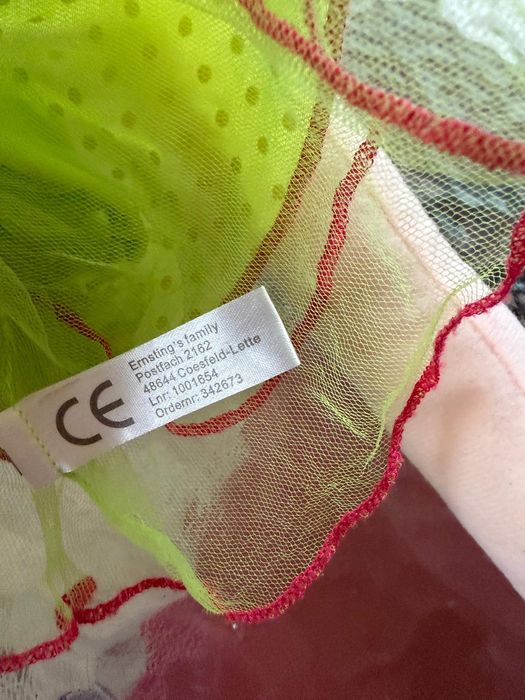 CE
Ernsting's family
Postfach 2162
48644 Coesfeld-Lette
Lnr: 1001654
Ordernr: 342673